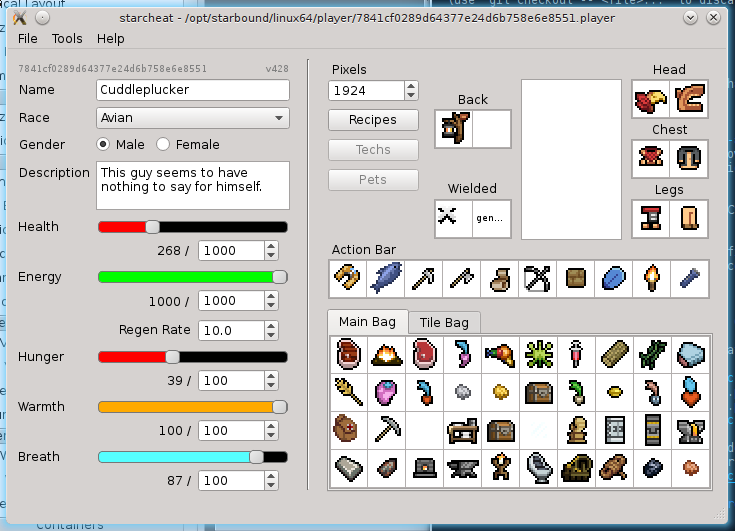 starcheat - /opt/starbound/linux64/player/7841cf0289d64377e24d6b758e6e8551.player
File Tools Help
7841cf0289d64377e24d6b758e6e8551 v428
Name Cuddleplucker
Race Avian
Gender Male Female
Description This guy seems to have
nothing to say for himself.
Health
268 / 1000
Energy
1000 / 1000
Regen Rate 10.0
Hunger
39 / 100
Warmth
100 / 100
Breath
87 / 100
Pixels
1924
Recipes
Techs
Pets
Back
Wielded
gen...
Head
Chest
Legs
Action Bar
Main Bag Tile Bag
containers